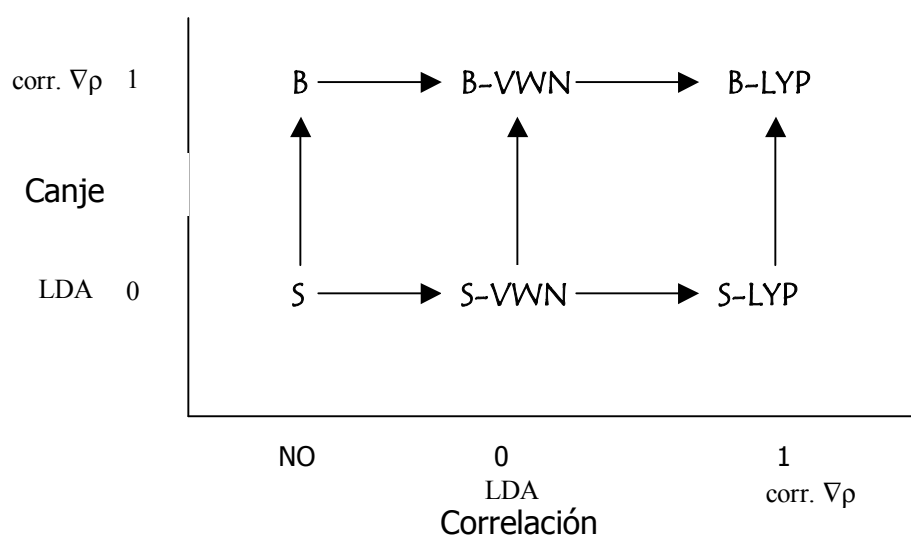 corr. ∇ρ 1 B B-VWN B-LYP
Canje
LDA 0 S S-VWN S-LYP
NO 0 1
LDA corr. ∇ρ
Correlación